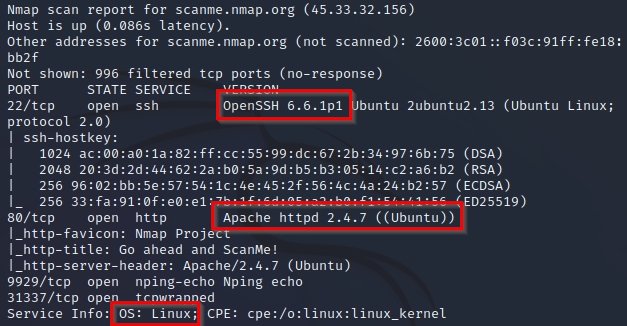 Nmap scan report for scanme.nmap.org (45.33.32.156)
Host is up (0.086s latency).
Other addresses for scanme.nmap.org (not scanned): 2600:3c01::f03c:91ff:fe18:
bb2f
Not shown: 996 filtered tcp ports (no-response)
PORT      STATE SERVICE    VERSION
22/tcp    open  ssh        OpenSSH 6.6.1p1 Ubuntu 2ubuntu2.13 (Ubuntu Linux;
protocol 2.0)
| ssh-hostkey:
|   1024 ac:00:a0:1a:82:ff:cc:55:99:dc:67:2b:34:97:6b:75 (DSA)
|   2048 20:3d:2d:44:62:2a:b0:5a:9d:b5:b3:05:14:c2:a6:b2 (RSA)
|   256 96:02:bb:5e:57:54:1c:4e:45:2f:56:4c:4a:24:b2:57 (ECDSA)
|_  256 33:fa:91:0f:e0:e1:7b:1f:6d:05:a2:b0:f1:54:41:56 (ED25519)
80/tcp    open  http       Apache httpd 2.4.7 ((Ubuntu))
|_http-favicon: Nmap Project
|_http-title: Go ahead and ScanMe!
|_http-server-header: Apache/2.4.7 (Ubuntu)
9929/tcp  open  nping-echo Nping echo
31337/tcp open  tcpwrapped
Service Info: OS: Linux; CPE: cpe:/o:linux:linux_kernel